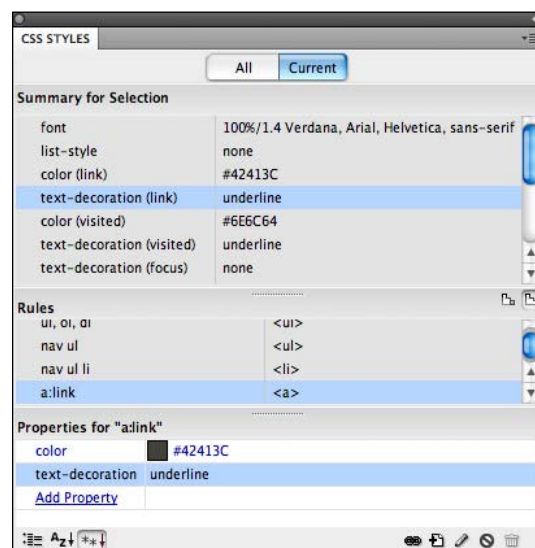 CSS STYLES
All Current
Summary for Selection
font 100%/1.4 Verdana, Arial, Helvetica, sans-serif
list-style none
color (link) #42413C
text-decoration (link) underline
color (visited) #6E6C64
text-decoration (visited) underline
text-decoration (focus) none
Rules
ul, ol, dl <ul>
nav ul <ul>
nav ul li <li>
a:link <a>
Properties for "a:link"
color #42413C
text-decoration underline
Add Property